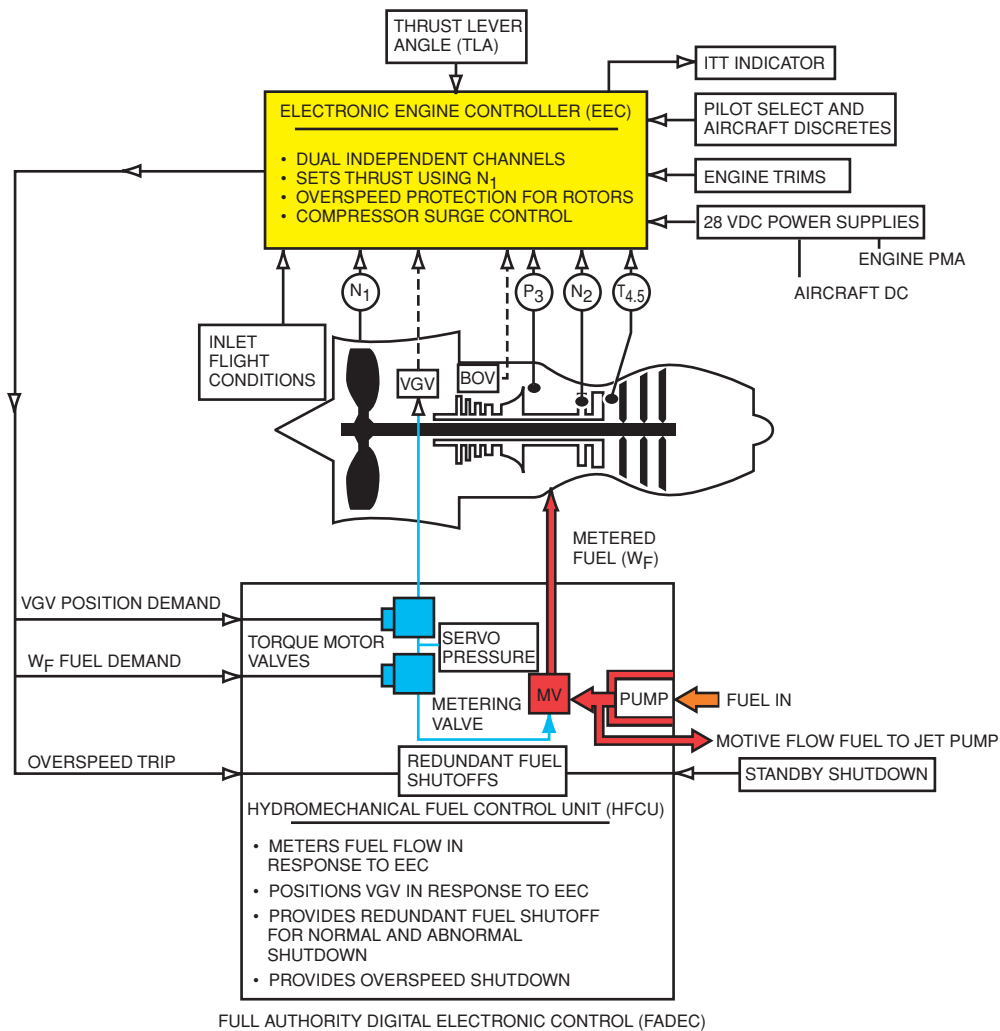 THRUST LEVER
ANGLE (TLA)
ITT INDICATOR
ELECTRONIC ENGINE CONTROLLER (EEC)
• DUAL INDEPENDENT CHANNELS
• SETS THRUST USING N1
• OVERSPEED PROTECTION FOR ROTORS
• COMPRESSOR SURGE CONTROL
PILOT SELECT AND
AIRCRAFT DISCRETES
ENGINE TRIMS
28 VDC POWER SUPPLIES
ENGINE PMA
AIRCRAFT DC
N1
P3
N2
T4.5
INLET
FLIGHT
CONDITIONS
VGV
BOV
METERED
FUEL (WF)
VGV POSITION DEMAND
TORQUE MOTOR
VALVES
SERVO
PRESSURE
WF FUEL DEMAND
METERING
VALVE
MV
PUMP
FUEL IN
MOTIVE FLOW FUEL TO JET PUMP
OVERSPEED TRIP
REDUNDANT FUEL
SHUTOFFS
STANDBY SHUTDOWN
HYDROMECHANICAL FUEL CONTROL UNIT (HFCU)
• METERS FUEL FLOW IN
RESPONSE TO EEC
• POSITIONS VGV IN RESPONSE TO EEC
• PROVIDES REDUNDANT FUEL SHUTOFF
FOR NORMAL AND ABNORMAL
SHUTDOWN
• PROVIDES OVERSPEED SHUTDOWN
FULL AUTHORITY DIGITAL ELECTRONIC CONTROL (FADEC)